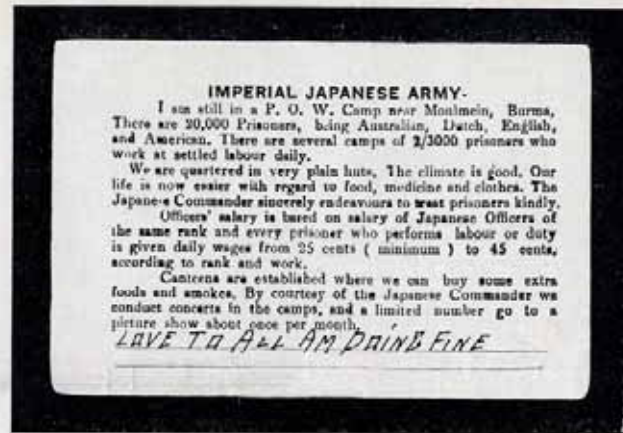 IMPERIAL JAPANESE ARMY-
I am still in a P. O. W. Camp near Moulmein, Burma,
There are 20,000 Prisoners, being Australian, Dutch, English,
and American. There are several camps of 2/3000 prisoners who
work at settled labour daily.
We are quartered in very plain huts. The climate is good. Our
life is now easier with regard to food, medicine and clothes. The
Japanese Commander sincerely endeavours to treat prisoners kindly.
Officers' salary is based on salary of Japanese Officers of
the same rank and every prisoner who performs labour or duty
is given daily wages from 25 cents ( minimum ) to 45 cents,
according to rank and work.
Canteens are established where we can buy some extra
foods and smokes. By courtesy of the Japanese Commander we
conduct concerts in the camps, and a limited number go to a
picture show about once per month.
LOVE TO ALL AM DOING FINE